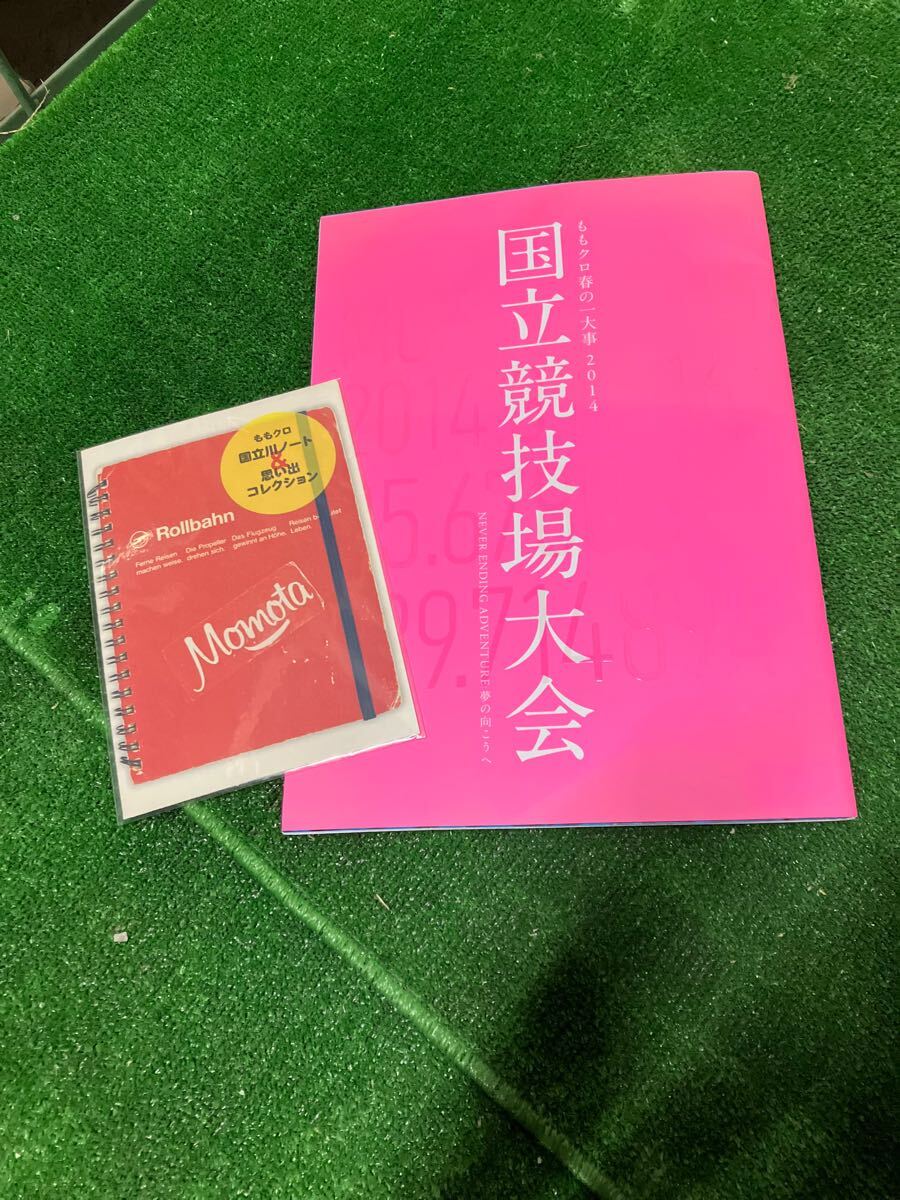 ももクロ春の一大事 2014
国立競技場大会
NEVER ENDING ADVENTURE 夢の向こうへ
2014
ももクロ
国立ルノート
&
思い出
コレクション
Rollbahn
Ferne Reisen machen weise.
Die Propeller drehen sich.
Das Flugzeug gewinnt an Höhe.
Reisen Leben.
Momota